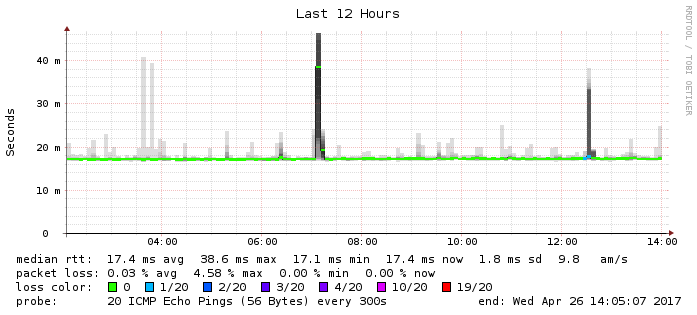 Last 12 Hours
RRDTOOL / TOBI OETIKER
Seconds
40 m
30 m
20 m
10 m
0
04:00 06:00 08:00 10:00 12:00 14:00
median rtt: 17.4 ms avg 38.6 ms max 17.1 ms min 17.4 ms now 1.8 ms sd 9.8 am/s
packet loss: 0.03 % avg 4.58 % max 0.00 % min 0.00 % now
loss color: 0 1/20 2/20 3/20 4/20 10/20 19/20
probe: 20 ICMP Echo Pings (56 Bytes) every 300s end: Wed Apr 26 14:05:07 2017